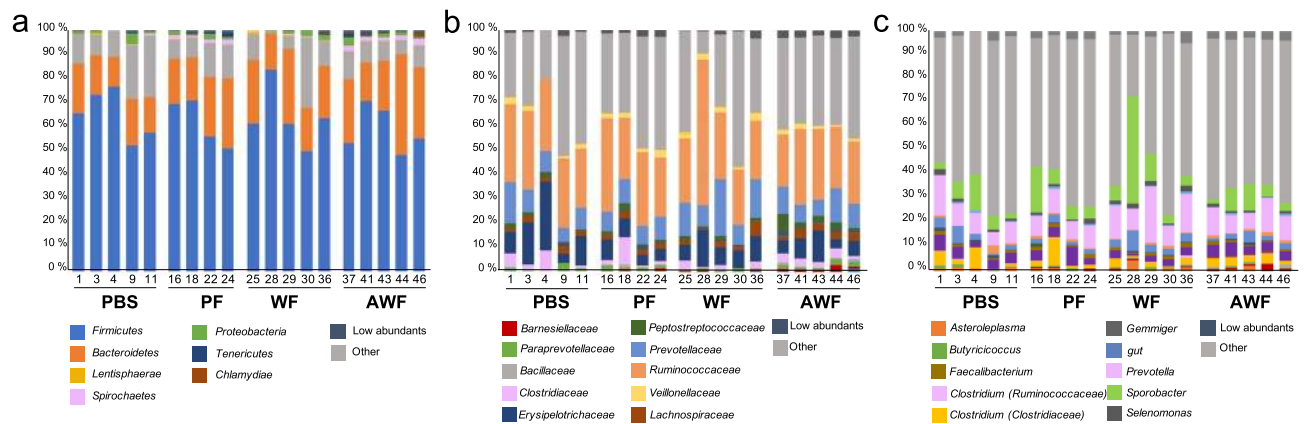 a
100 %
90 %
80 %
70 %
60 %
50 %
40 %
30 %
20 %
10 %
0 %
1 3 4 9 11 16 18 22 24 25 28 29 30 36 37 41 43 44 46
PBS PF WF AWF
Firmicutes Proteobacteria Low abundants
Bacteroidetes Tenericutes Other
Lentisphaerae Chlamydiae
Spirochaetes
b
100 %
90 %
80 %
70 %
60 %
50 %
40 %
30 %
20 %
10 %
0 %
1 3 4 9 11 16 18 22 24 25 28 29 30 36 37 41 43 44 46
PBS PF WF AWF
Barnesiellaceae Peptostreptococcaceae Low abundants
Paraprevotellaceae Prevotellaceae Other
Bacillaceae Ruminococcaceae
Clostridiaceae Veillonellaceae
Erysipelotrichaceae Lachnospiraceae
c
100 %
90 %
80 %
70 %
60 %
50 %
40 %
30 %
20 %
10 %
0 %
1 3 4 9 11 16 18 22 24 25 28 29 30 36 37 41 43 44 46
PBS PF WF AWF
Asteroleplasma Gemmiger Low abundants
Butyricicoccus gut Other
Faecalibacterium Prevotella
Clostridium (Ruminococcaceae) Sporobacter
Clostridium (Clostridiaceae) Selenomonas